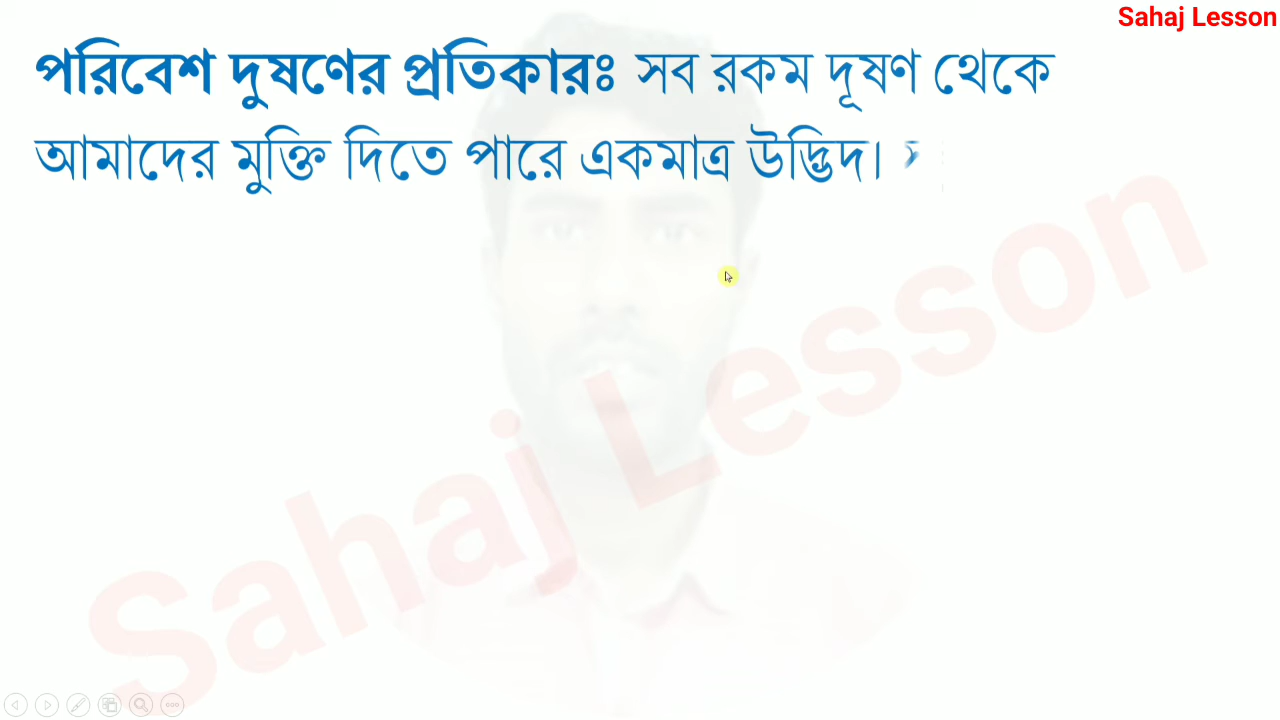 Sahaj Lesson
পরিবেশ দুষণের প্রতিকারঃ সব রকম দূষণ থেকে
আমাদের মুক্তি দিতে পারে একমাত্র উদ্ভিদ।
Sahaj Lesson